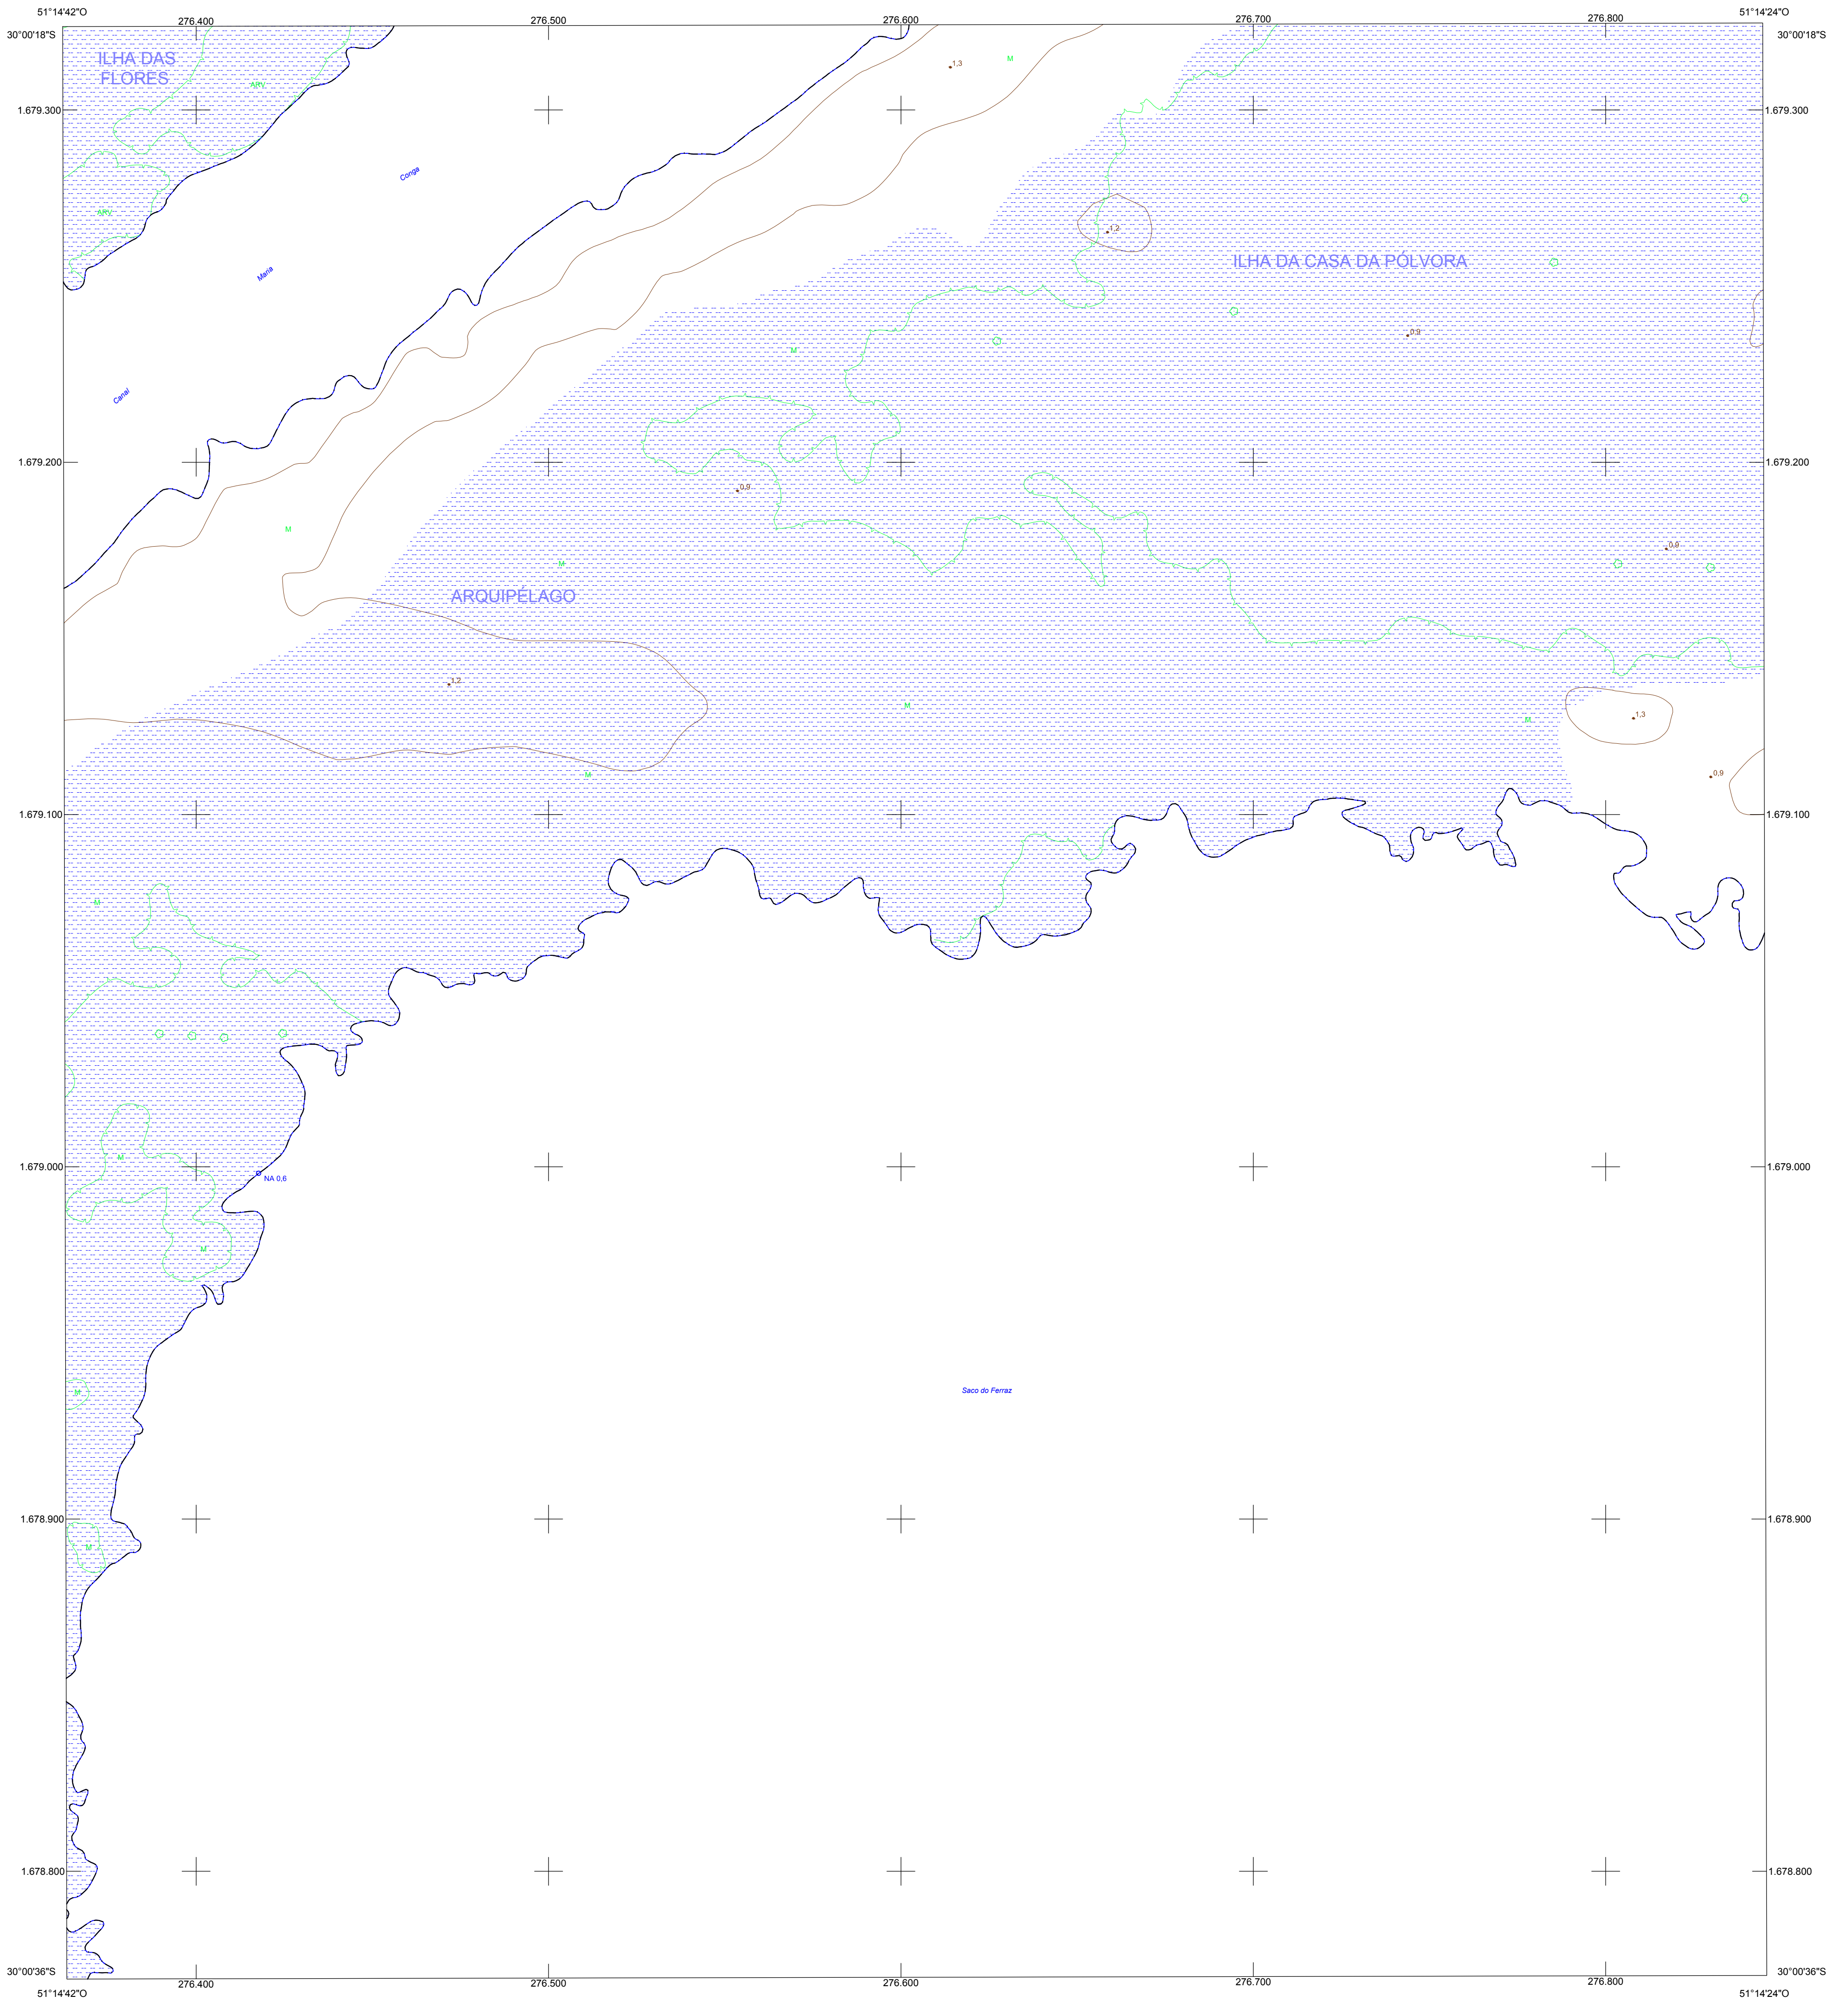 51°14'42"O
276.400
276.500
276.600
276.700
276.800
51°14'24"O
30°00'18"S
30°00'18"S
ILHA DAS
FLORES
ARV
1,3
M
1.679.300
1.679.300
Conga
ARV
1,2
ILHA DA CASA DA PÓLVORA
Maria
0,9
M
Canal
1.679.200
1.679.200
0,9
M
0,9
M
ARQUIPÉLAGO
1,2
M
1,3
M
M
0,9
1.679.100
1.679.100
M
M
1.679.000
1.679.000
NA 0,6
M
Saco do Ferraz
M
1.678.900
1.678.900
M
1.678.800
1.678.800
30°00'36"S
30°00'36"S
276.400
276.500
276.600
276.700
276.800
51°14'42"O
51°14'24"O